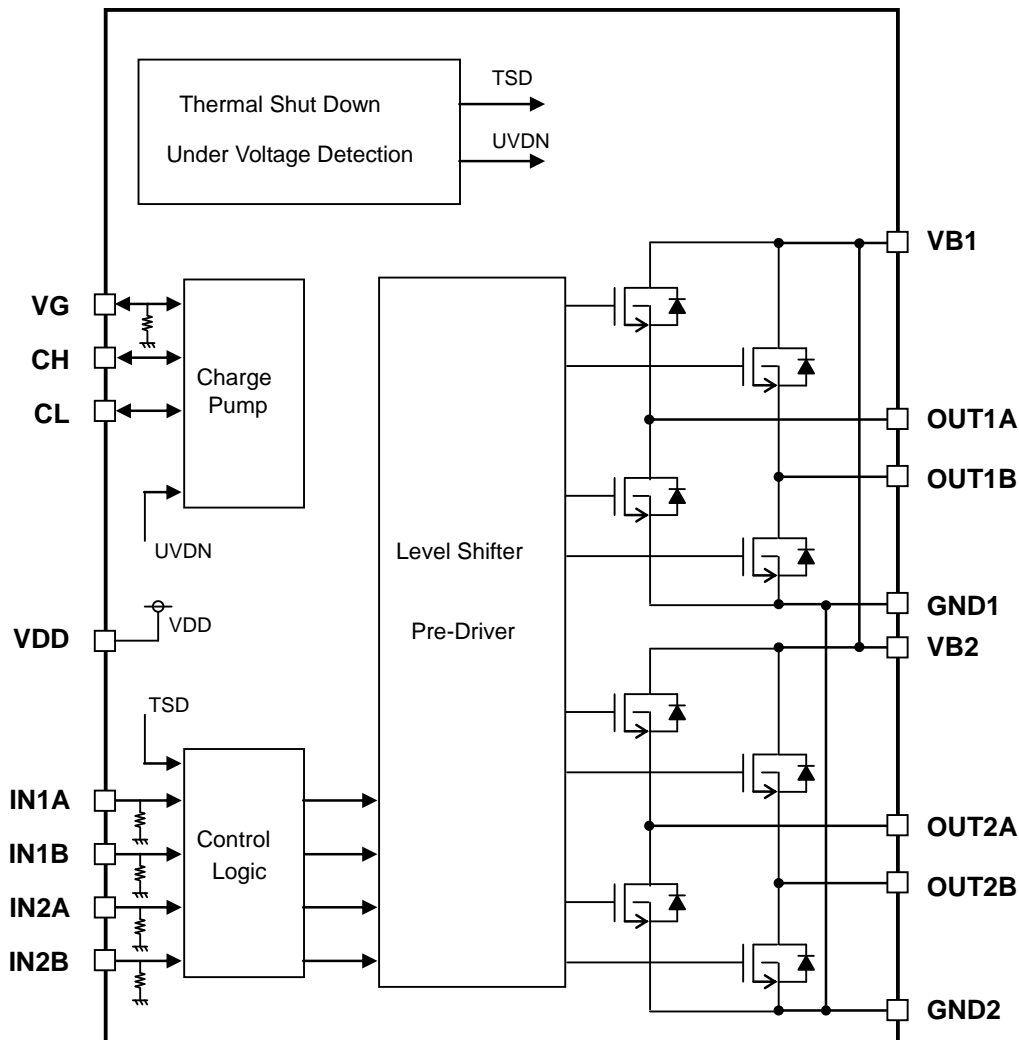 TSD
Thermal Shut Down
UVDN
Under Voltage Detection
VB1
VG
CH
Charge
Pump
CL
OUT1A
OUT1B
UVDN
Level Shifter
GND1
VDD
VDD
Pre-Driver
VB2
TSD
IN1A
OUT2A
IN1B
Control
Logic
OUT2B
IN2A
IN2B
GND2